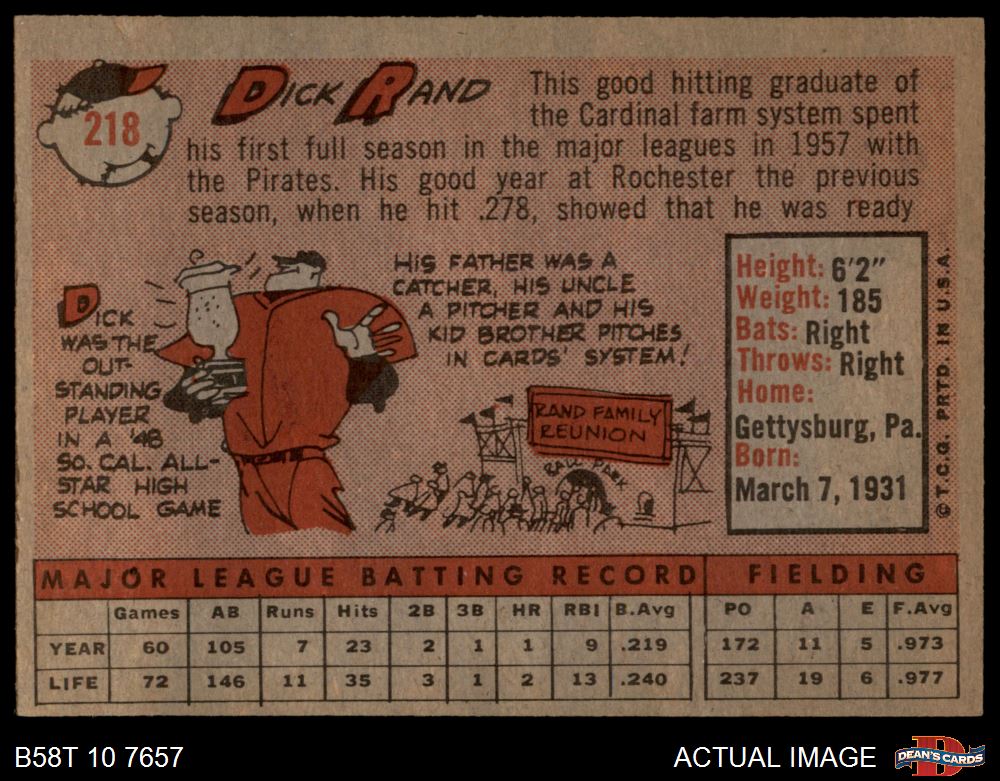 218
DICK RAND
This good hitting graduate of
the Cardinal farm system spent
his first full season in the major leagues in 1957 with
the Pirates. His good year at Rochester the previous
season, when he hit .278, showed that he was ready
DICK
WAS THE
OUT-
STANDING
PLAYER
IN A '48
SO. CAL. ALL-
STAR HIGH
SCHOOL GAME
HIS FATHER WAS A
CATCHER, HIS UNCLE
A PITCHER AND HIS
KID BROTHER PITCHES
IN CARDS' SYSTEM!
RAND FAMILY
REUNION
BALL PARK
Height: 6'2"
Weight: 185
Bats: Right
Throws: Right
Home:
Gettysburg, Pa.
Born:
March 7, 1931
© T.C.G. PRTD. IN U.S.A.
MAJOR LEAGUE BATTING RECORD FIELDING
Games AB Runs Hits 2B 3B HR RBI B.Avg PO A E F.Avg
YEAR 60 105 7 23 2 1 1 9 .219 172 11 5 .973
LIFE 72 146 11 35 3 1 2 13 .240 237 19 6 .977
B58T 10 7657
ACTUAL IMAGE
D
DEAN'S CARDS